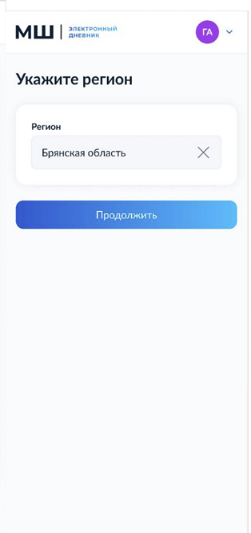 МШ
ЭЛЕКТРОННЫЙ
ДНЕВНИК
ГА
Укажите регион
Регион
Брянская область
Продолжить